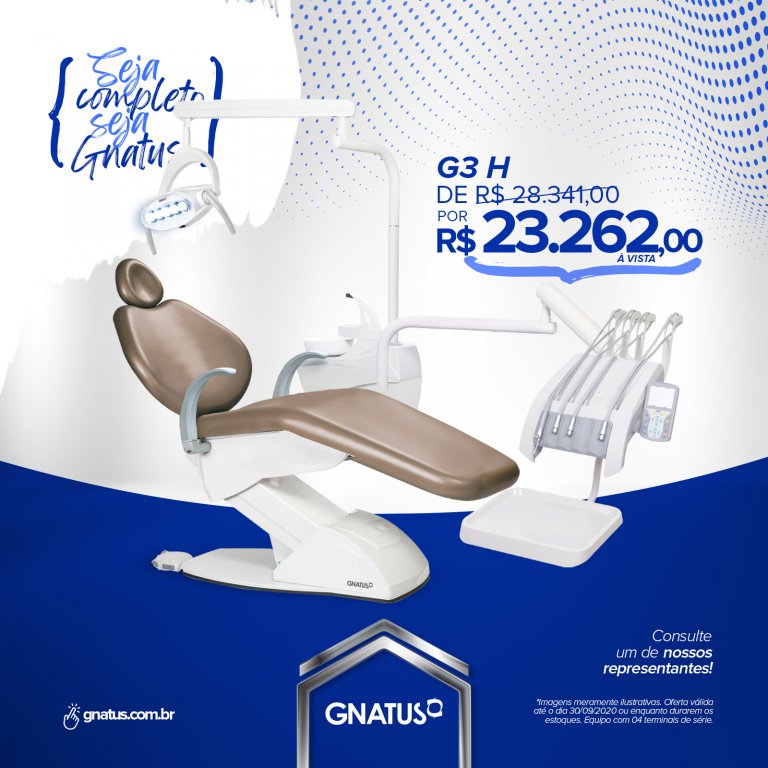 Seja
completo
seja
Gnatus
G3 H
DE R$ 28.341,00
POR
R$ 23.262,00
À VISTA
GNATUS
Consulte
um de nossos
representantes!
gnatus.com.br
GNATUS
*Imagens meramente ilustrativas. Oferta válida
até o dia 30/09/2020 ou enquanto durarem os
estoques. Equipo com 04 terminais de série.